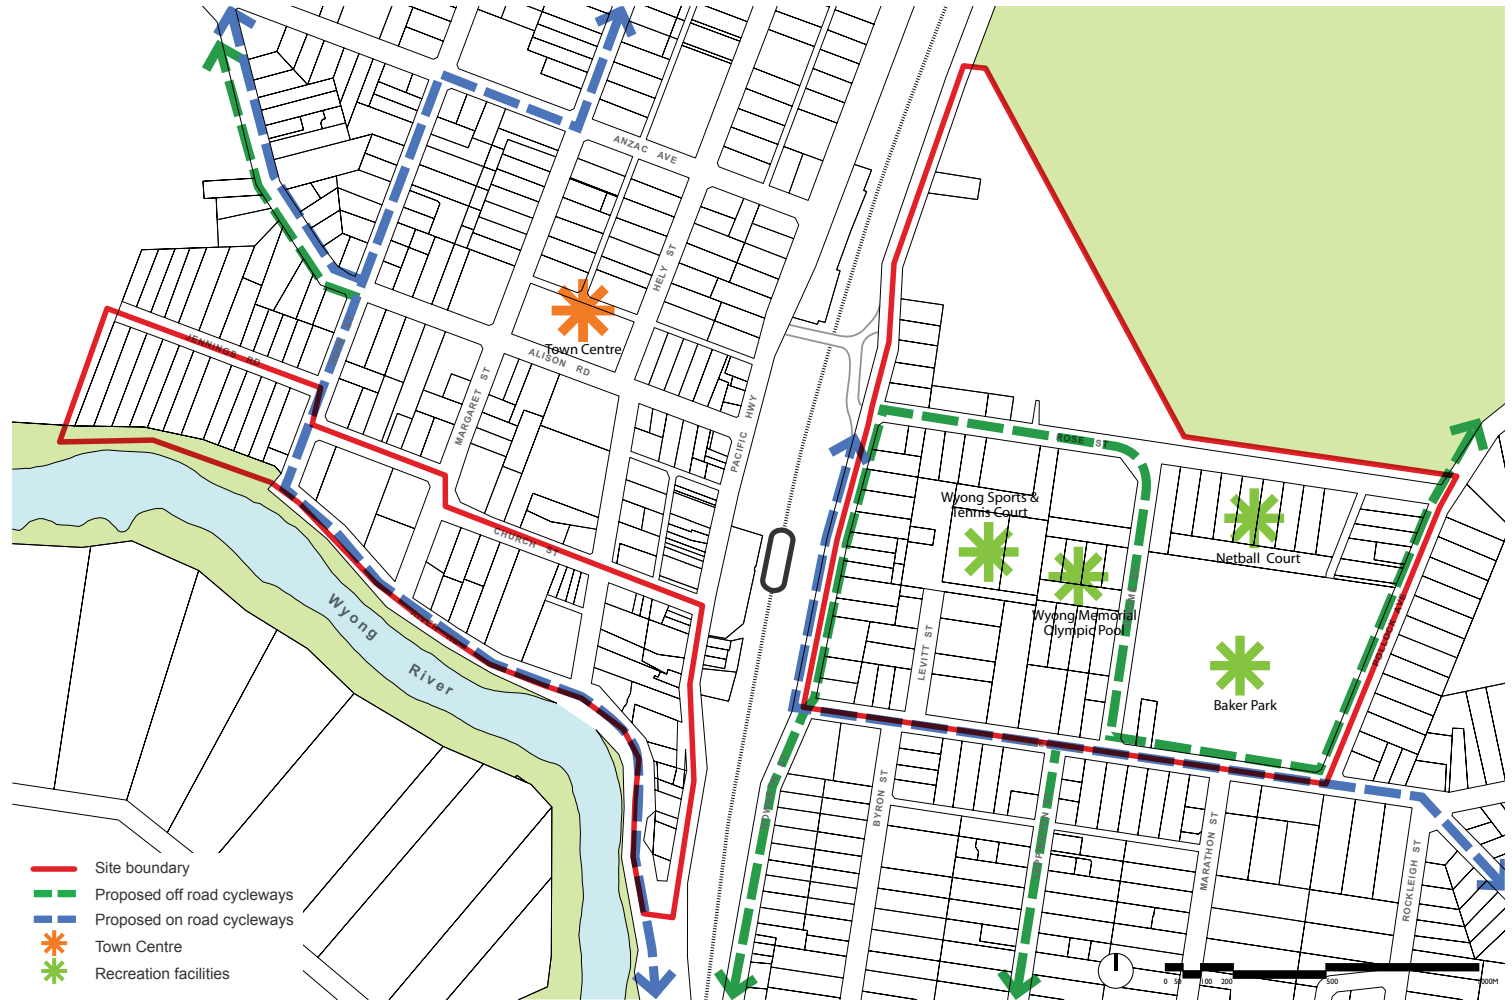 ANZAC AVE
HELY ST
JENNINGS RD
Town Centre
ALISON RD
MARGARET ST
PACIFIC HWY
ROSE ST
Wyong Sports &
Tennis Court
Netball Court
CHURCH ST
Wyong Memorial
Olympic Pool
LEVITT ST
POLLOCK AVE
Wyong
River
Baker Park
BYRON ST
MARATHON ST
ROCKLEIGH ST
Site boundary
Proposed off road cycleways
Proposed on road cycleways
Town Centre
Recreation facilities
0 50 100 200 500